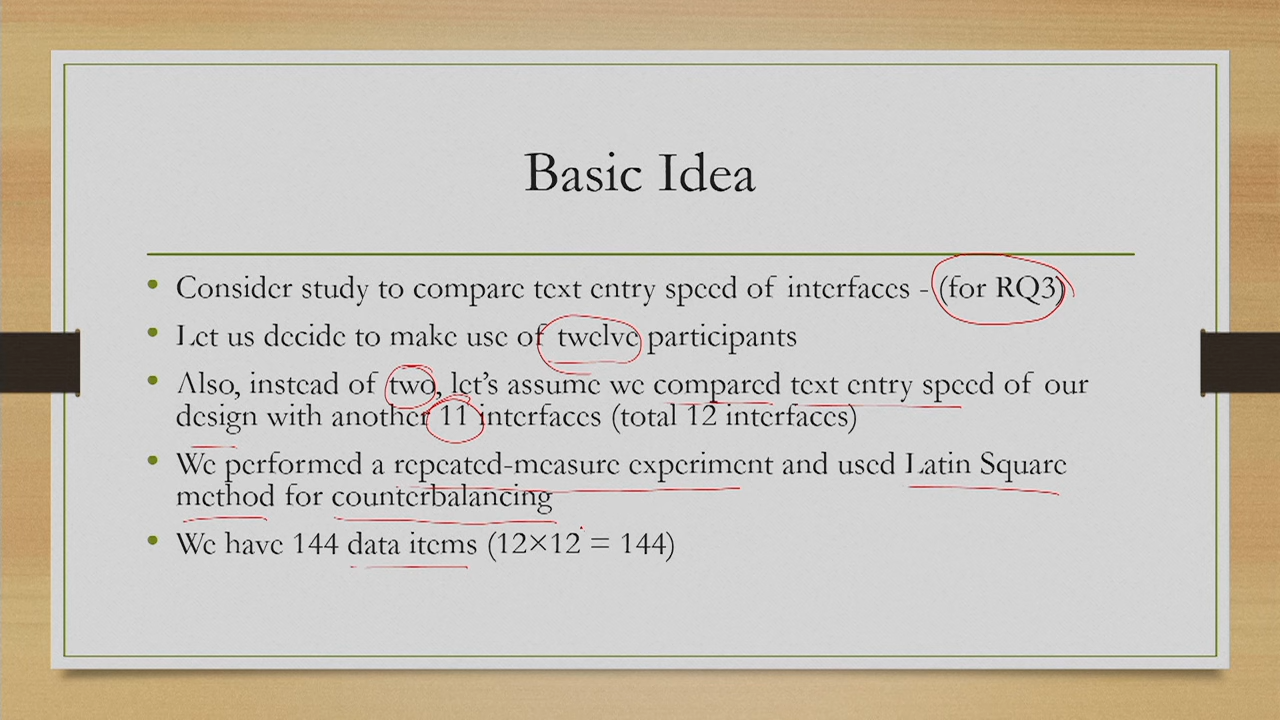 Basic Idea
• Consider study to compare text entry speed of interfaces - (for RQ3)
• Let us decide to make use of twelve participants
• Also, instead of two, let's assume we compared text entry speed of our
design with another 11 interfaces (total 12 interfaces)
• We performed a repeated-measure experiment and used Latin Square
method for counterbalancing
• We have 144 data items (12×12 = 144)